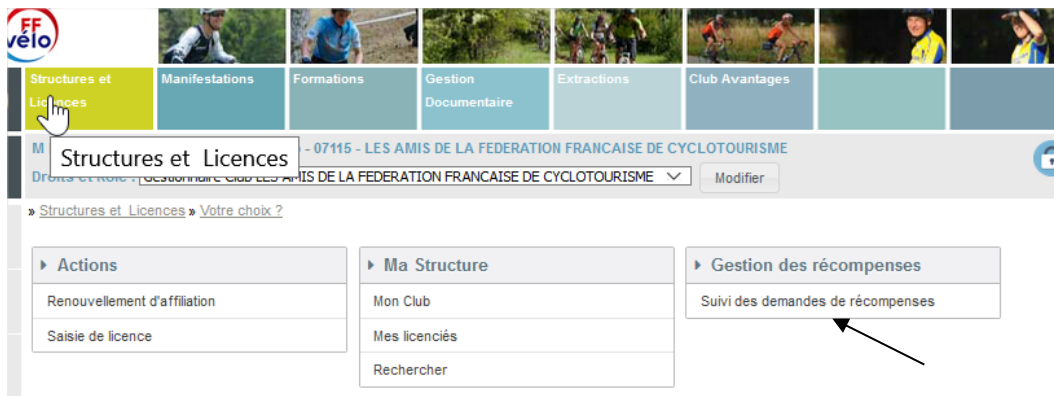 FF
vélo
Structures et
Licences
Manifestations
Formations
Gestion
Documentaire
Extractions
Club Avantages
Structures et Licences
M - 07115 - LES AMIS DE LA FEDERATION FRANCAISE DE CYCLOTOURISME
Droits et Rôle : Gestionnaire Club LES AMIS DE LA FEDERATION FRANCAISE DE CYCLOTOURISME
Modifier
» Structures et Licences » Votre choix ?
Actions
Renouvellement d'affiliation
Saisie de licence
Ma Structure
Mon Club
Mes licenciés
Rechercher
Gestion des récompenses
Suivi des demandes de récompenses